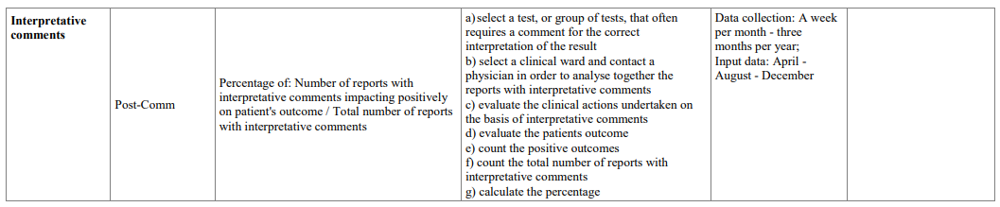 Interpretative
comments
Post-Comm
Percentage of: Number of reports with
interpretative comments impacting positively
on patient's outcome / Total number of reports
with interpretative comments
a) select a test, or group of tests, that often
requires a comment for the correct
interpretation of the result
b) select a clinical ward and contact a
physician in order to analyse together the
reports with interpretative comments
c) evaluate the clinical actions undertaken on
the basis of interpretative comments
d) evaluate the patients outcome
e) count the positive outcomes
f) count the total number of reports with
interpretative comments
g) calculate the percentage
Data collection: A week
per month - three
months per year;
Input data: April -
August - December